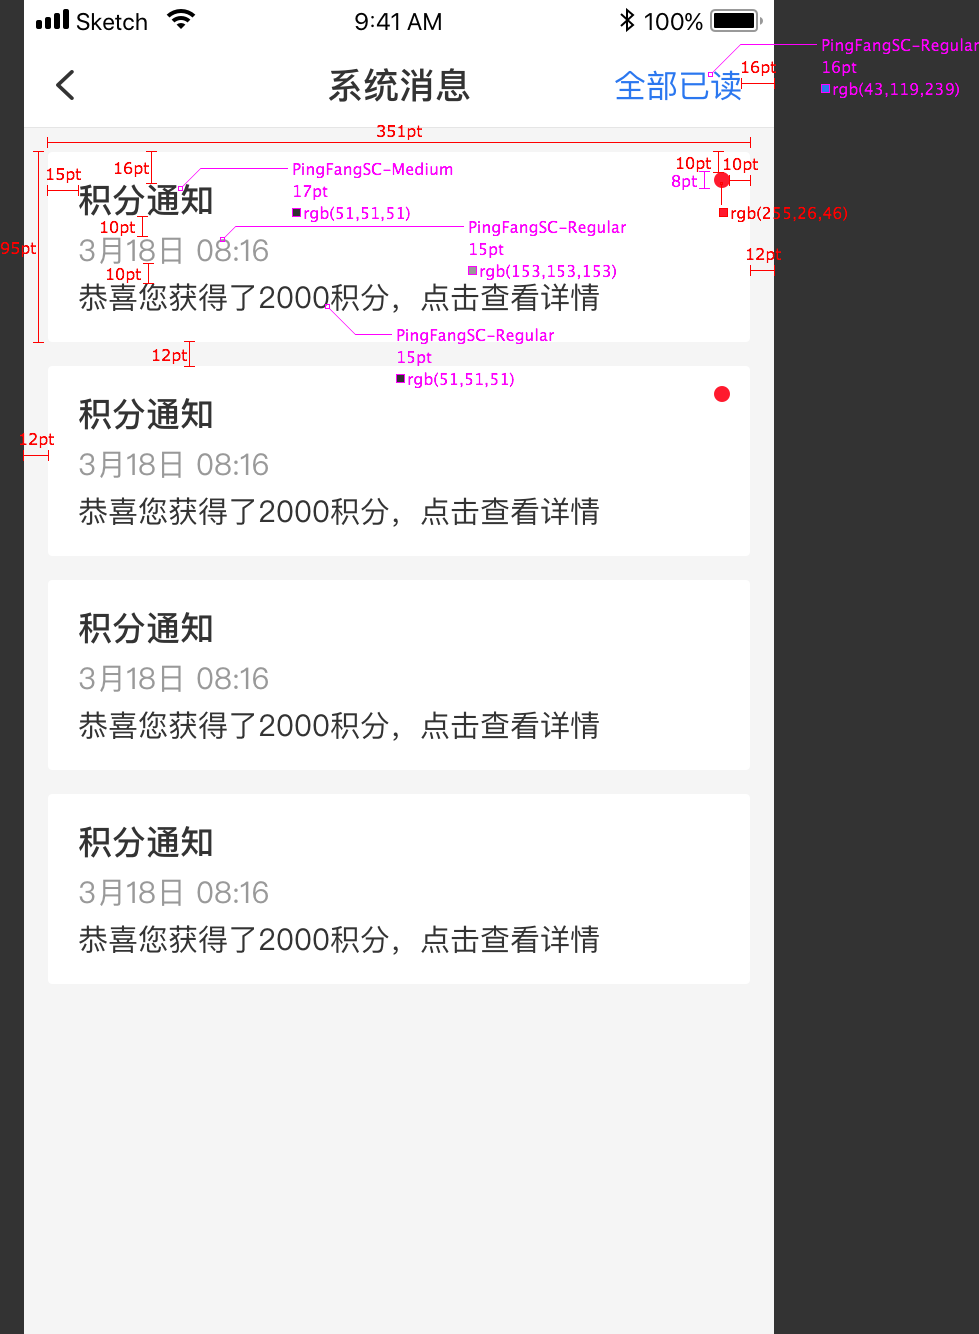 Sketch 9:41 AM 100%
系统消息 全部已读
PingFangSC-Regular
16pt
16pt
rgb(43,119,239)
351pt
15pt
16pt
PingFangSC-Medium
17pt
rgb(51,51,51)
10pt
10pt
8pt
rgb(255,26,46)
积分通知
10pt
PingFangSC-Regular
15pt
rgb(153,153,153)
95pt
12pt
3月18日 08:16
10pt
恭喜您获得了2000积分，点击查看详情
PingFangSC-Regular
15pt
rgb(51,51,51)
12pt
积分通知
12pt
3月18日 08:16
恭喜您获得了2000积分，点击查看详情
积分通知
3月18日 08:16
恭喜您获得了2000积分，点击查看详情
积分通知
3月18日 08:16
恭喜您获得了2000积分，点击查看详情